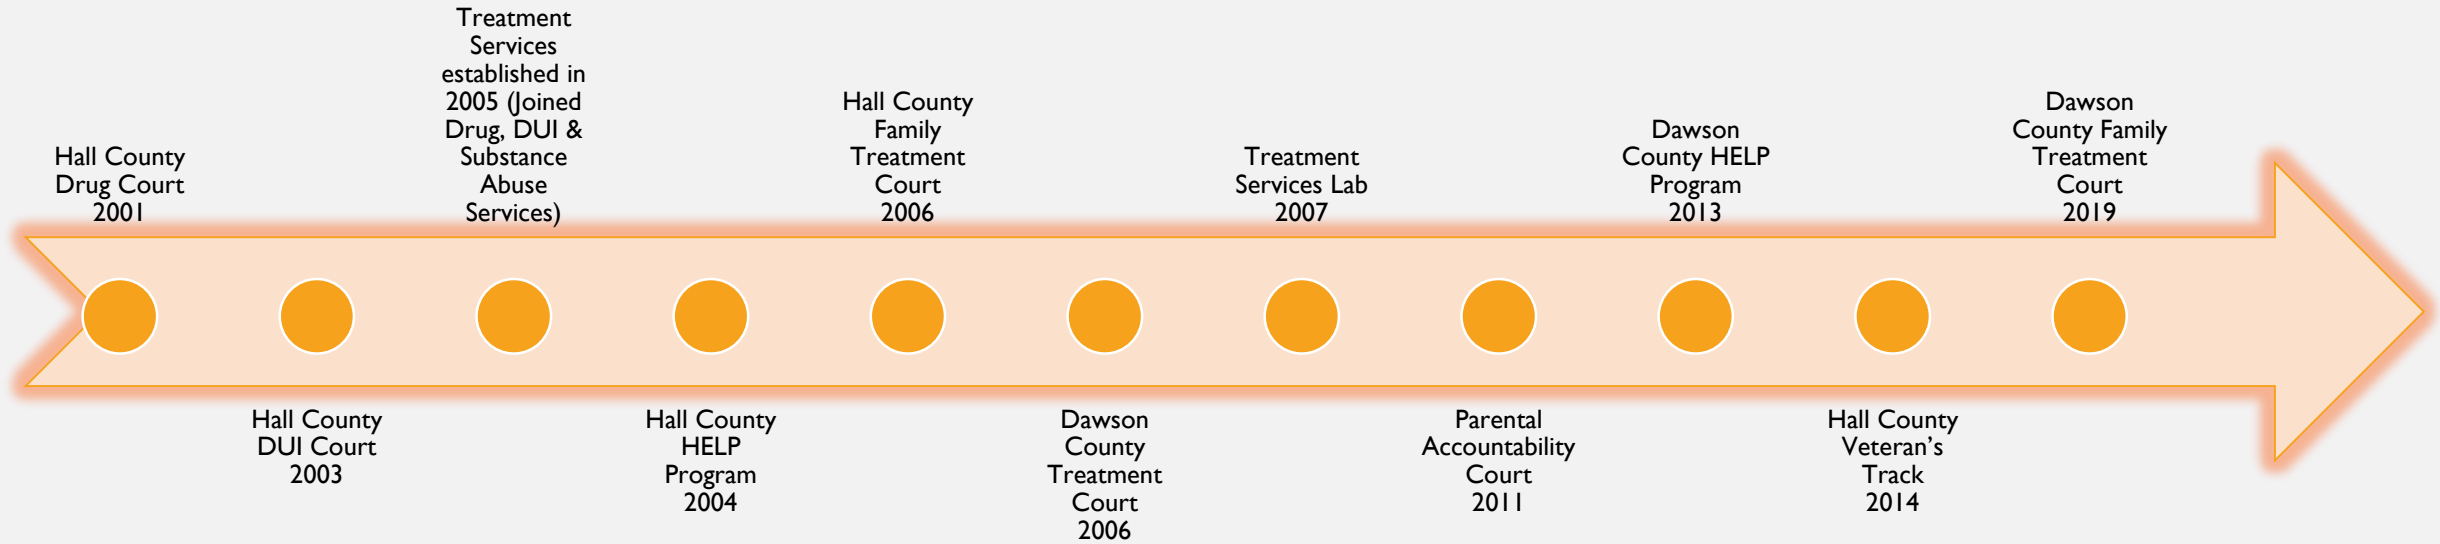 Hall County
Drug Court
2001
Hall County
DUI Court
2003
Treatment
Services
established in
2005 (Joined
Drug, DUI &
Substance
Abuse
Services)
Hall County
HELP
Program
2004
Hall County
Family
Treatment
Court
2006
Dawson
County
Treatment
Court
2006
Treatment
Services Lab
2007
Parental
Accountability
Court
2011
Dawson
County HELP
Program
2013
Hall County
Veteran’s
Track
2014
Dawson
County Family
Treatment
Court
2019